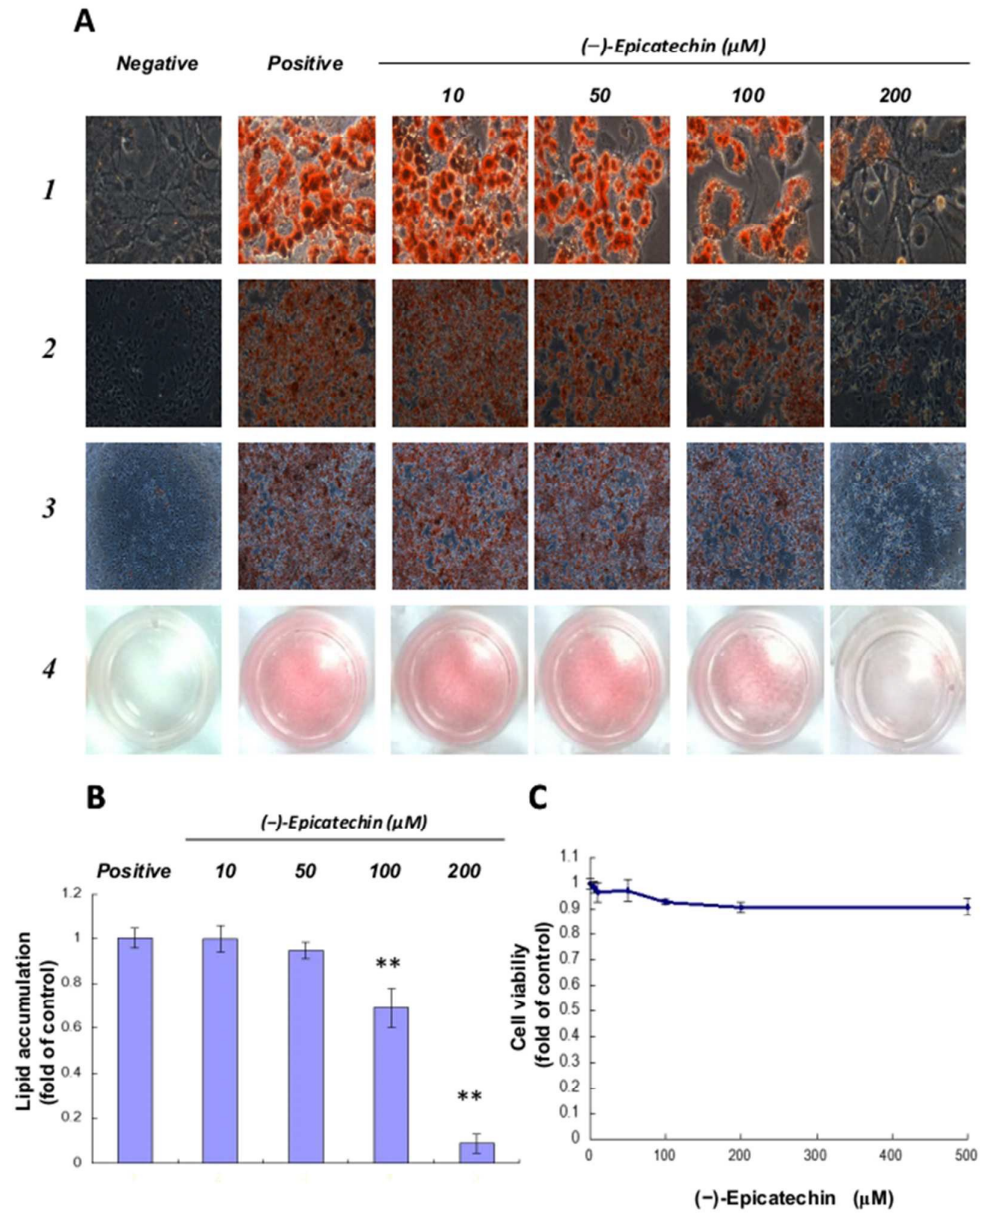 A
(−)-Epicatechin (μM)
Negative Positive
10 50 100 200
1
2
3
4
B
(−)-Epicatechin (μM)
Positive 10 50 100 200
1.2
1
0.8
0.6
0.4
0.2
0
Lipid accumulation
(fold of control)
**
**
C
1.1
1
0.9
0.8
0.7
0.6
0.5
0.4
0.3
0.2
0.1
0
Cell viabiliy
(fold of control)
0 100 200 300 400 500
(−)-Epicatechin (μM)